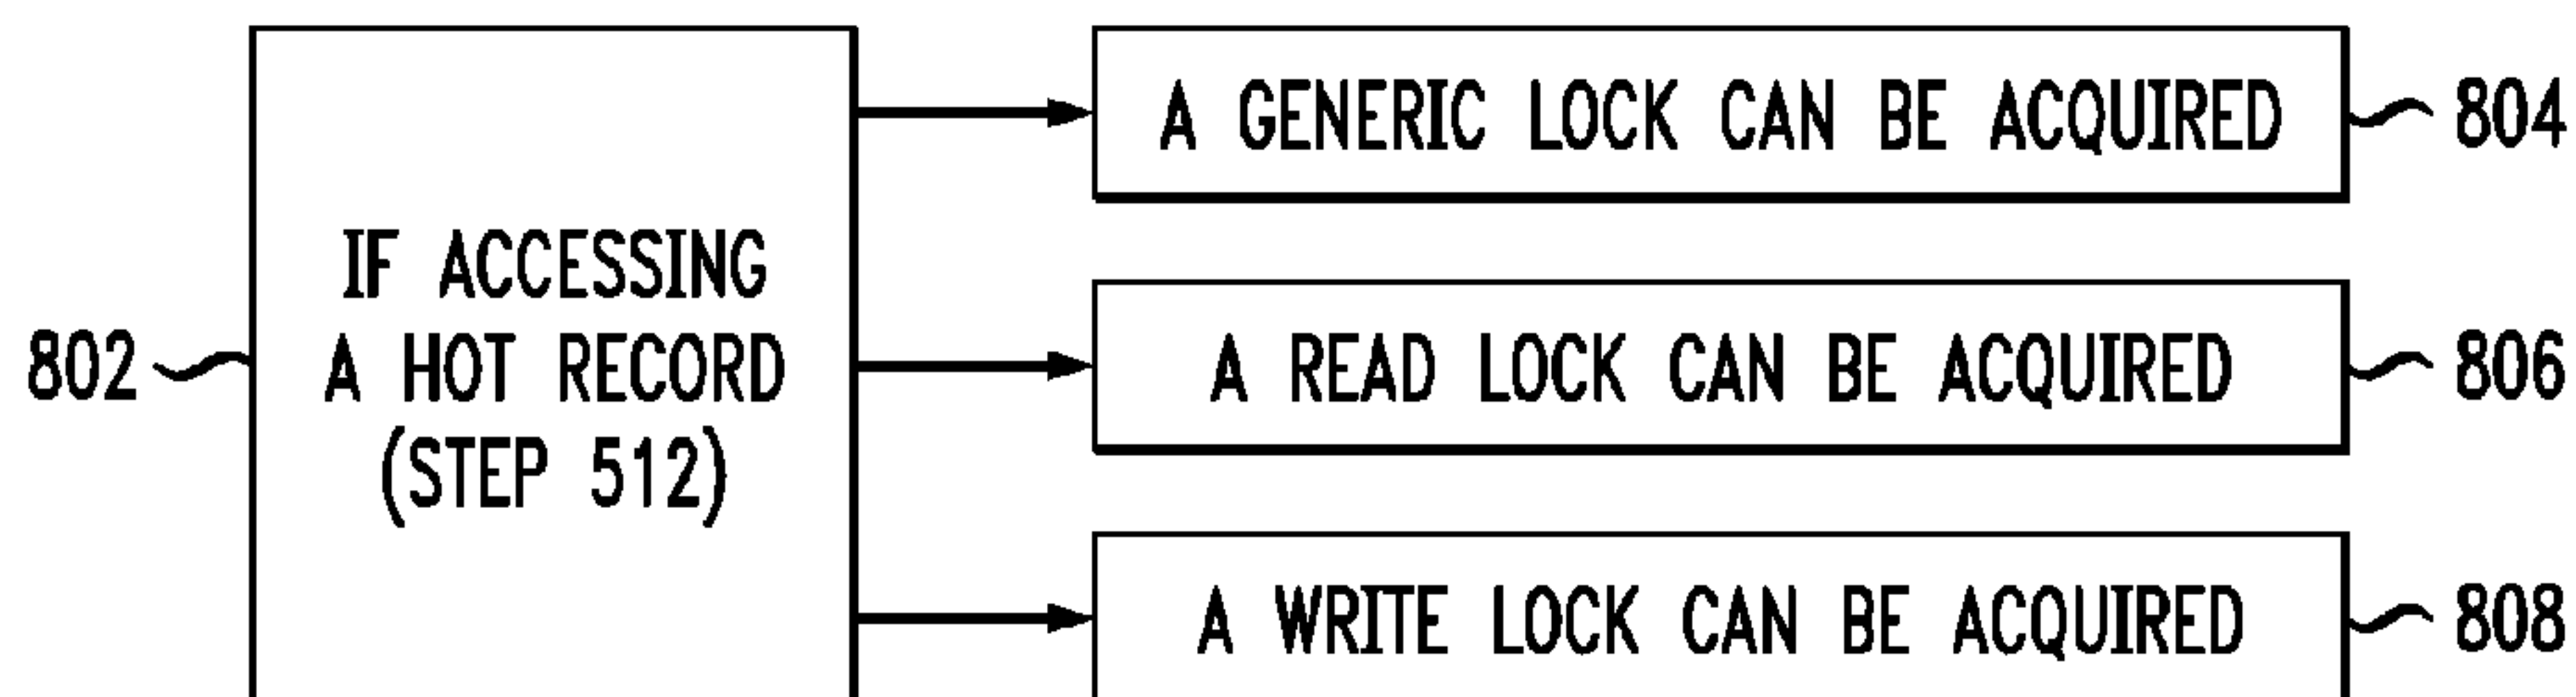 A GENERIC LOCK CAN BE ACQUIRED 804
IF ACCESSING
802 A HOT RECORD
(STEP 512)
A READ LOCK CAN BE ACQUIRED 806
A WRITE LOCK CAN BE ACQUIRED 808